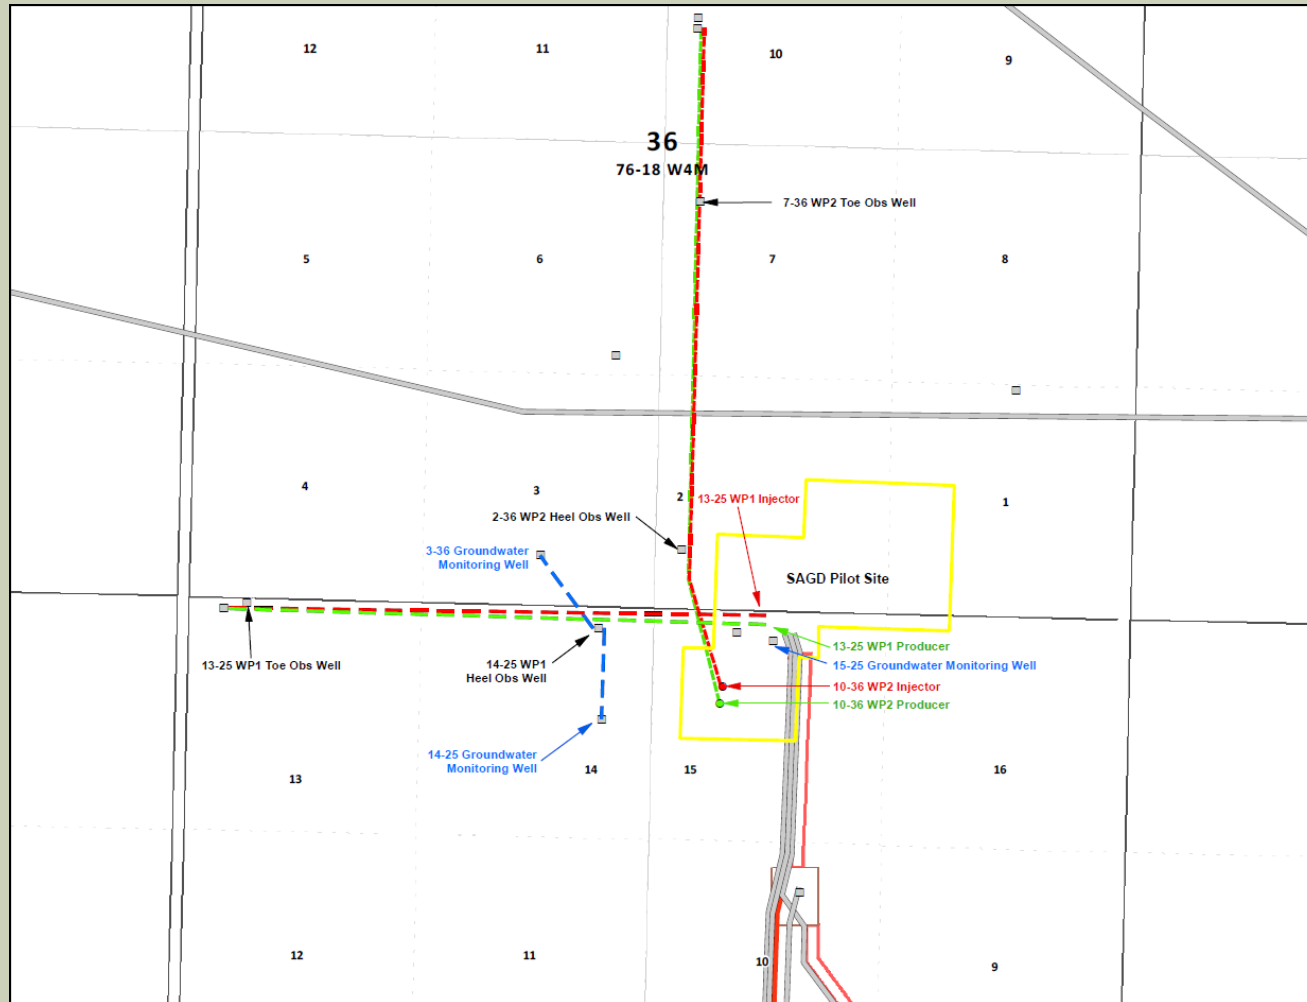 12
11
10
9
36
76-18 W4M
7-36 WP2 Toe Obs Well
5
6
7
8
4
3
2
13-25 WP1 Injector
1
2-36 WP2 Heel Obs Well
3-36 Groundwater
Monitoring Well
SAGD Pilot Site
13-25 WP1 Toe Obs Well
14-25 WP1
Heel Obs Well
13-25 WP1 Producer
15-25 Groundwater Monitoring Well
10-36 WP2 Injector
10-36 WP2 Producer
14-25 Groundwater
Monitoring Well
13
14
15
16
12
11
10
9